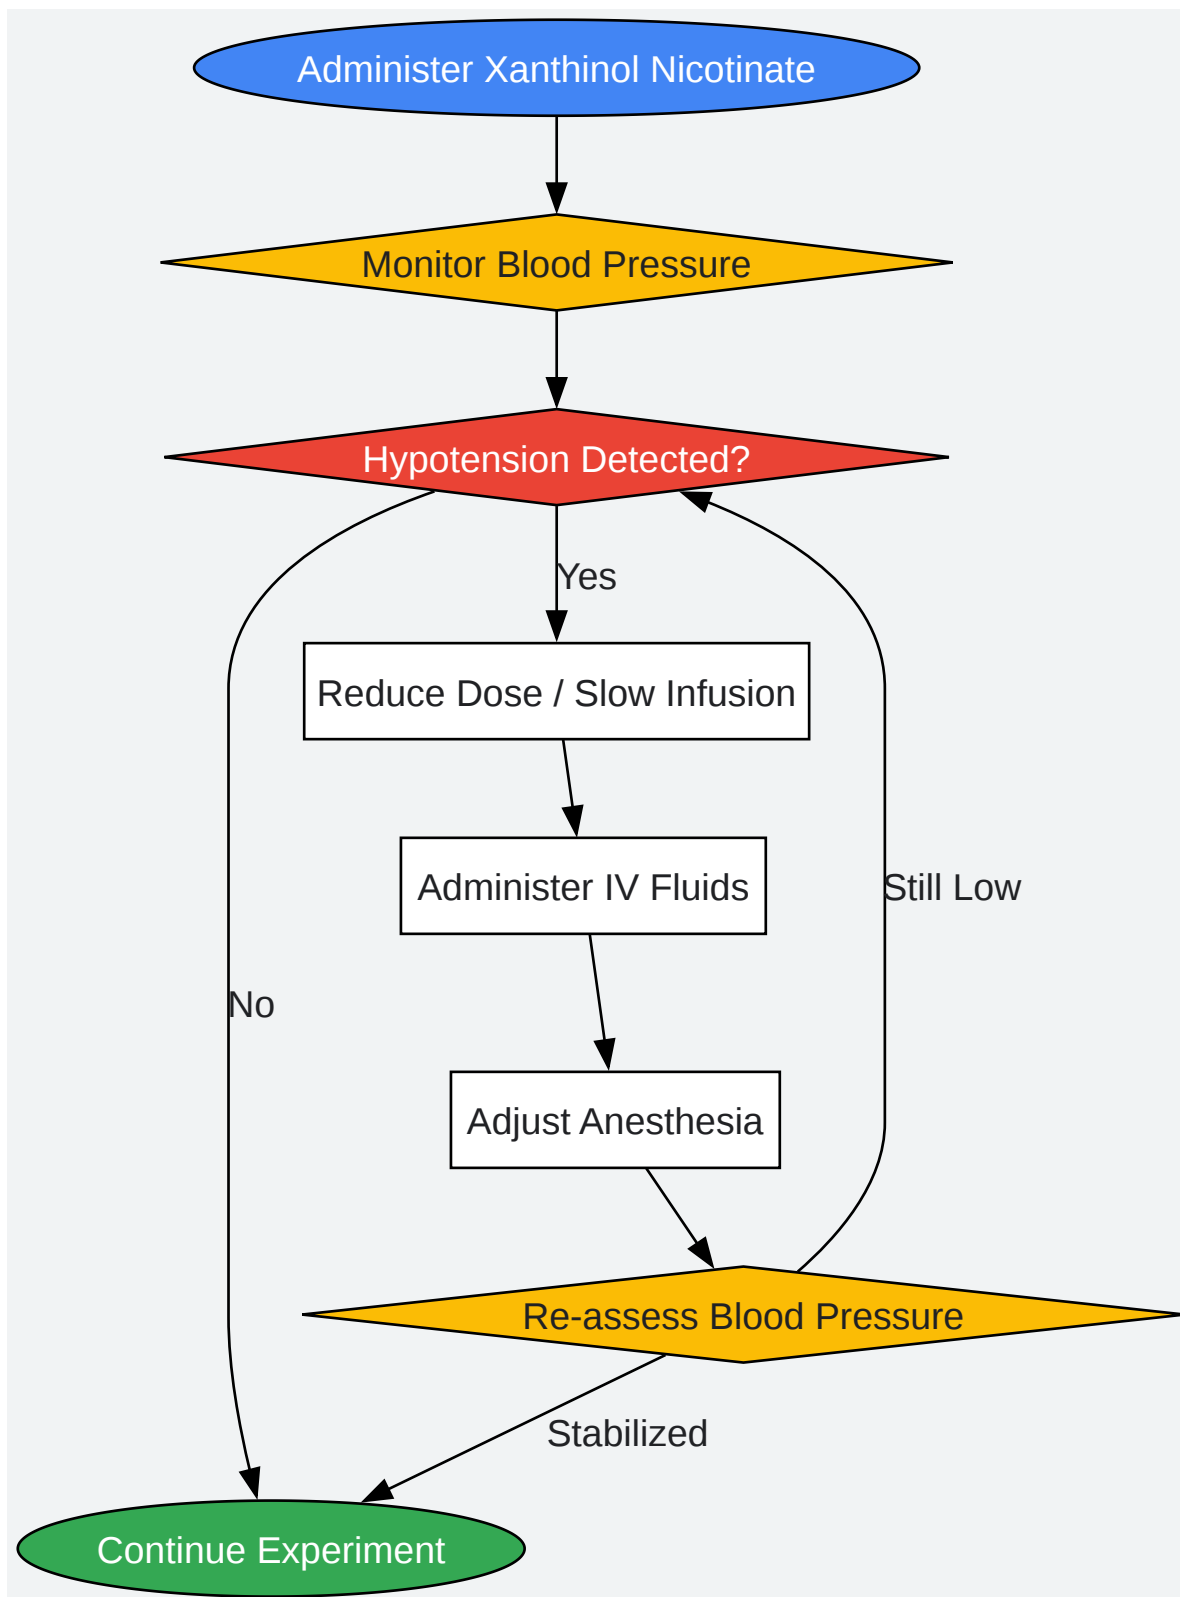 Administer Xanthinol Nicotinate
Monitor Blood Pressure
Hypotension Detected?
Yes
Reduce Dose / Slow Infusion
Administer IV Fluids
Still Low
No
Adjust Anesthesia
Re-assess Blood Pressure
Stabilized
Continue Experiment